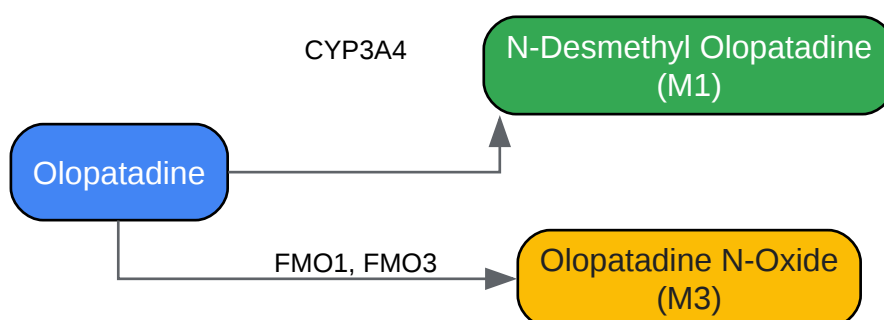 CYP3A4
N-Desmethyl Olopatadine
(M1)
Olopatadine
FMO1, FMO3
Olopatadine N-Oxide
(M3)